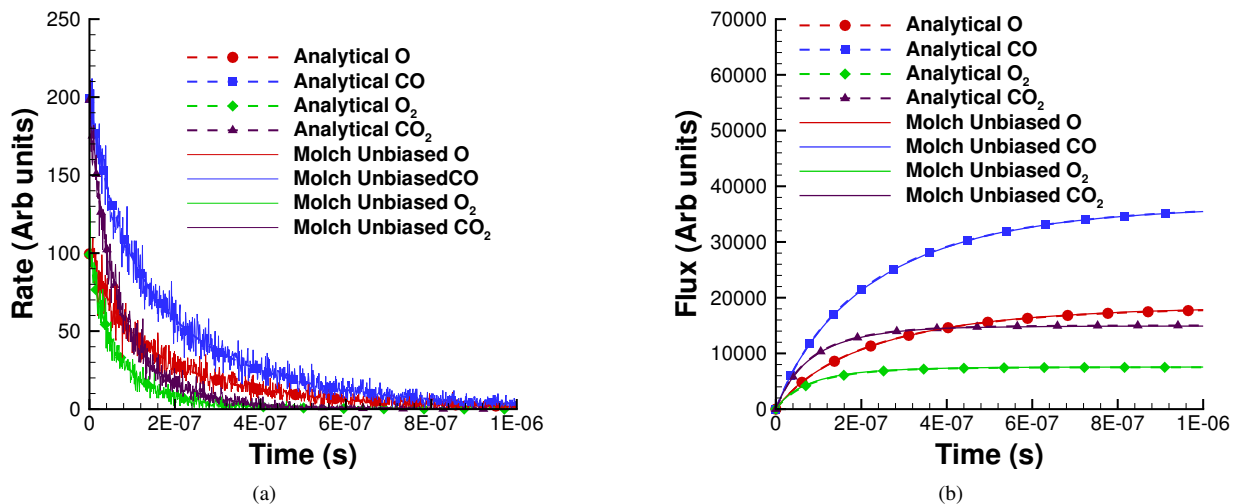 250
200
150
100
50
0
Rate (Arb units)
Analytical O
Analytical CO
Analytical O₂
Analytical CO₂
Molch Unbiased O
Molch UnbiasedCO
Molch Unbiased O₂
Molch Unbiased CO₂
0 2E-07 4E-07 6E-07 8E-07 1E-06
Time (s)
(a)
70000
60000
50000
40000
30000
20000
10000
0
Flux (Arb units)
Analytical O
Analytical CO
Analytical O₂
Analytical CO₂
Molch Unbiased O
Molch Unbiased CO
Molch Unbiased O₂
Molch Unbiased CO₂
0 2E-07 4E-07 6E-07 8E-07 1E-06
Time (s)
(b)